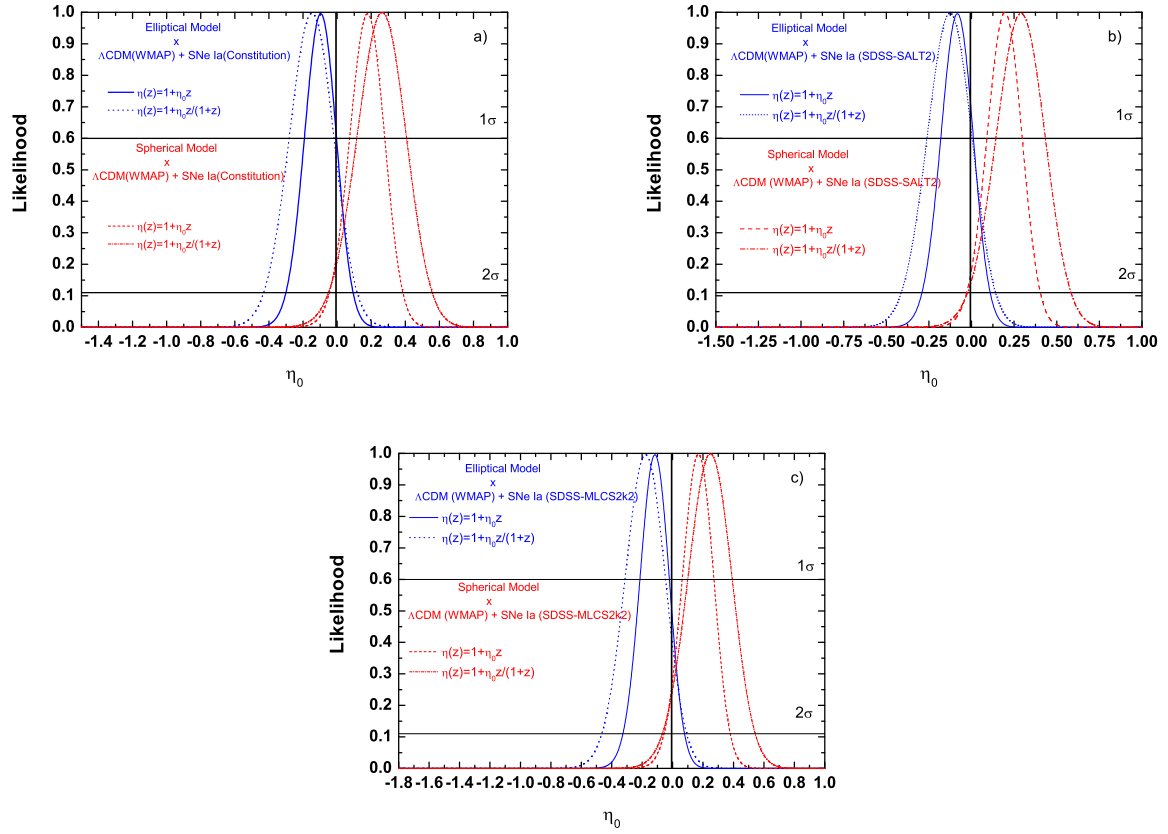 a)
Elliptical Model
x
ΛCDM(WMAP) + SNe Ia(Constitution)
η(z)=1+η₀z
η(z)=1+η₀z/(1+z)
1σ
Spherical Model
x
ΛCDM(WMAP) + SNe Ia(Constitution)
η(z)=1+η₀z
η(z)=1+η₀z/(1+z)
2σ
Likelihood
1.0
0.9
0.8
0.7
0.6
0.5
0.4
0.3
0.2
0.1
0.0
-1.4 -1.2 -1.0 -0.8 -0.6 -0.4 -0.2 0.0 0.2 0.4 0.6 0.8 1.0
η₀
b)
Elliptical Model
x
ΛCDM(WMAP) + SNe Ia (SDSS-SALT2)
η(z)=1+η₀z
η(z)=1+η₀z/(1+z)
1σ
Spherical Model
x
ΛCDM (WMAP) + SNe Ia (SDSS-SALT2)
η(z)=1+η₀z
η(z)=1+η₀z/(1+z)
2σ
Likelihood
1.0
0.9
0.8
0.7
0.6
0.5
0.4
0.3
0.2
0.1
0.0
-1.50 -1.25 -1.00 -0.75 -0.50 -0.25 0.00 0.25 0.50 0.75 1.00
η₀
c)
Elliptical Model
x
ΛCDM (WMAP) + SNe Ia (SDSS-MLCS2k2)
η(z)=1+η₀z
η(z)=1+η₀z/(1+z)
1σ
Spherical Model
x
ΛCDM (WMAP) + SNe Ia (SDSS-MLCS2k2)
η(z)=1+η₀z
η(z)=1+η₀z/(1+z)
2σ
Likelihood
1.0
0.9
0.8
0.7
0.6
0.5
0.4
0.3
0.2
0.1
0.0
-1.8 -1.6 -1.4 -1.2 -1.0 -0.8 -0.6 -0.4 -0.2 0.0 0.2 0.4 0.6 0.8 1.0
η₀